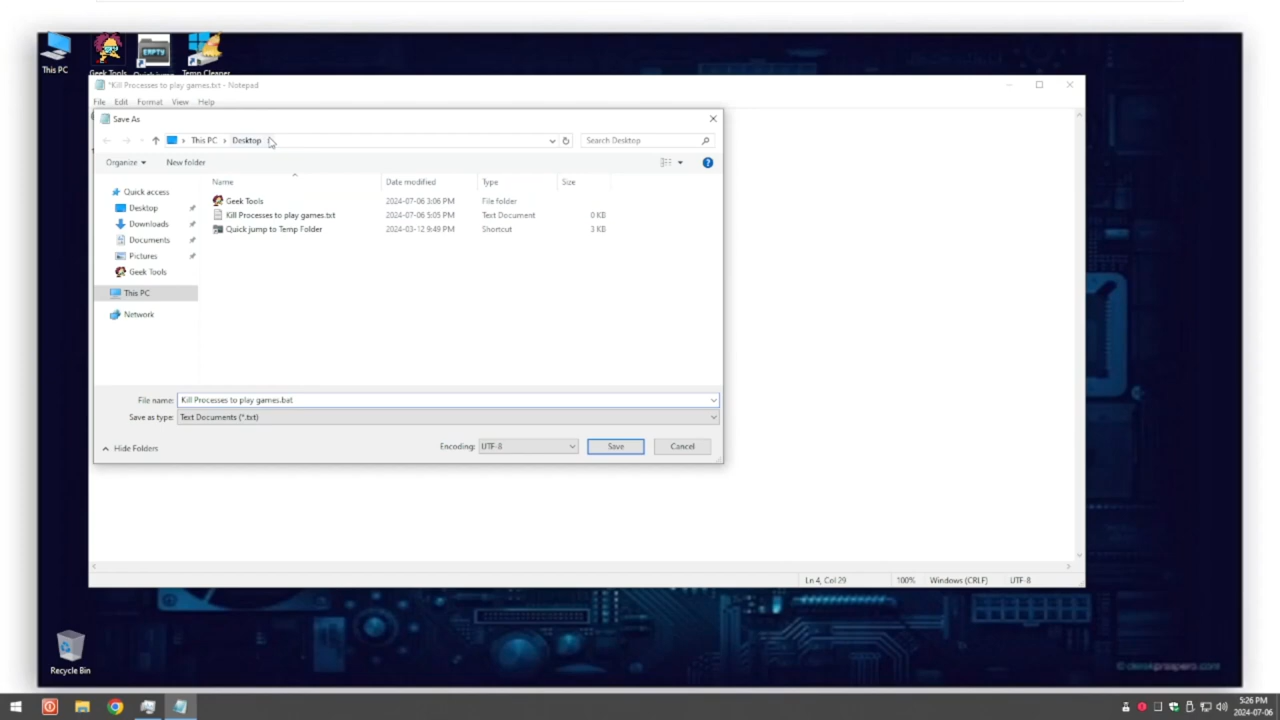 This PC
Geek Tools
Quick jump
Temp Cleaner
EMPTY
*Kill Processes to play games.txt - Notepad
File Edit Format View Help
Save As
This PC Desktop
Search Desktop
Organize New folder
Name Date modified Type Size
Quick access
Desktop
Downloads
Documents
Pictures
Geek Tools
This PC
Network
Geek Tools 2024-07-06 3:06 PM File folder
Kill Processes to play games.txt 2024-07-06 5:05 PM Text Document 0 KB
Quick jump to Temp Folder 2024-03-12 9:49 PM Shortcut 3 KB
File name: Kill Processes to play games.bat
Save as type: Text Documents (*.txt)
Hide Folders
Encoding: UTF-8 Save Cancel
Ln 4, Col 29 100% Windows (CRLF) UTF-8
Recycle Bin
5:26 PM
2024-07-06